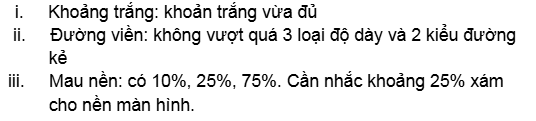 i. Khoảng trắng: khoản trắng vừa đủ
ii. Đường viền: không vượt quá 3 loại độ dày và 2 kiểu đường
kẻ
iii. Mau nền: có 10%, 25%, 75%. Cần nhắc khoảng 25% xám
cho nền màn hình.